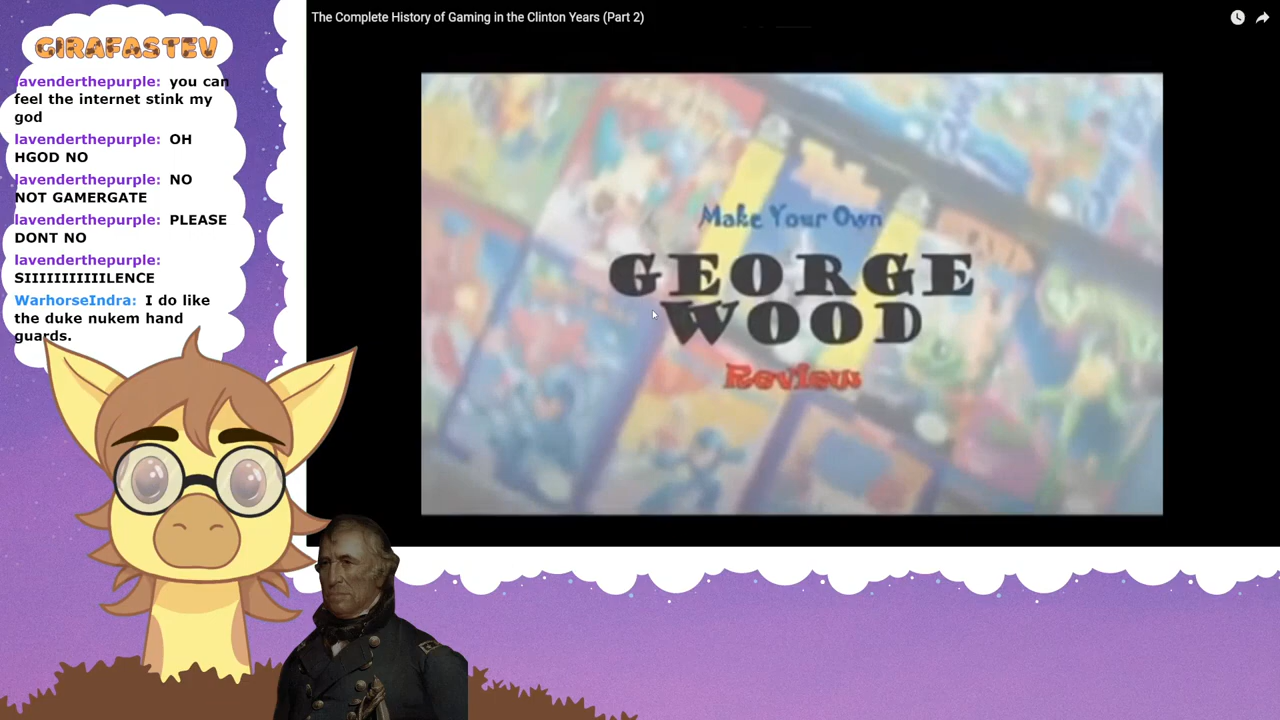 GIRAFASTEV
lavenderthepurple: you can
feel the internet stink my
god
lavenderthepurple: OH
HGOD NO
lavenderthepurple: NO
NOT GAMERGATE
lavenderthepurple: PLEASE
DONT NO
lavenderthepurple:
SIIIIIIIIIIILENCE
WarhorseIndra: I do like
the duke nukem hand
guards.
The Complete History of Gaming in the Clinton Years (Part 2)
Make Your Own
GEORGE
WOOD
Review